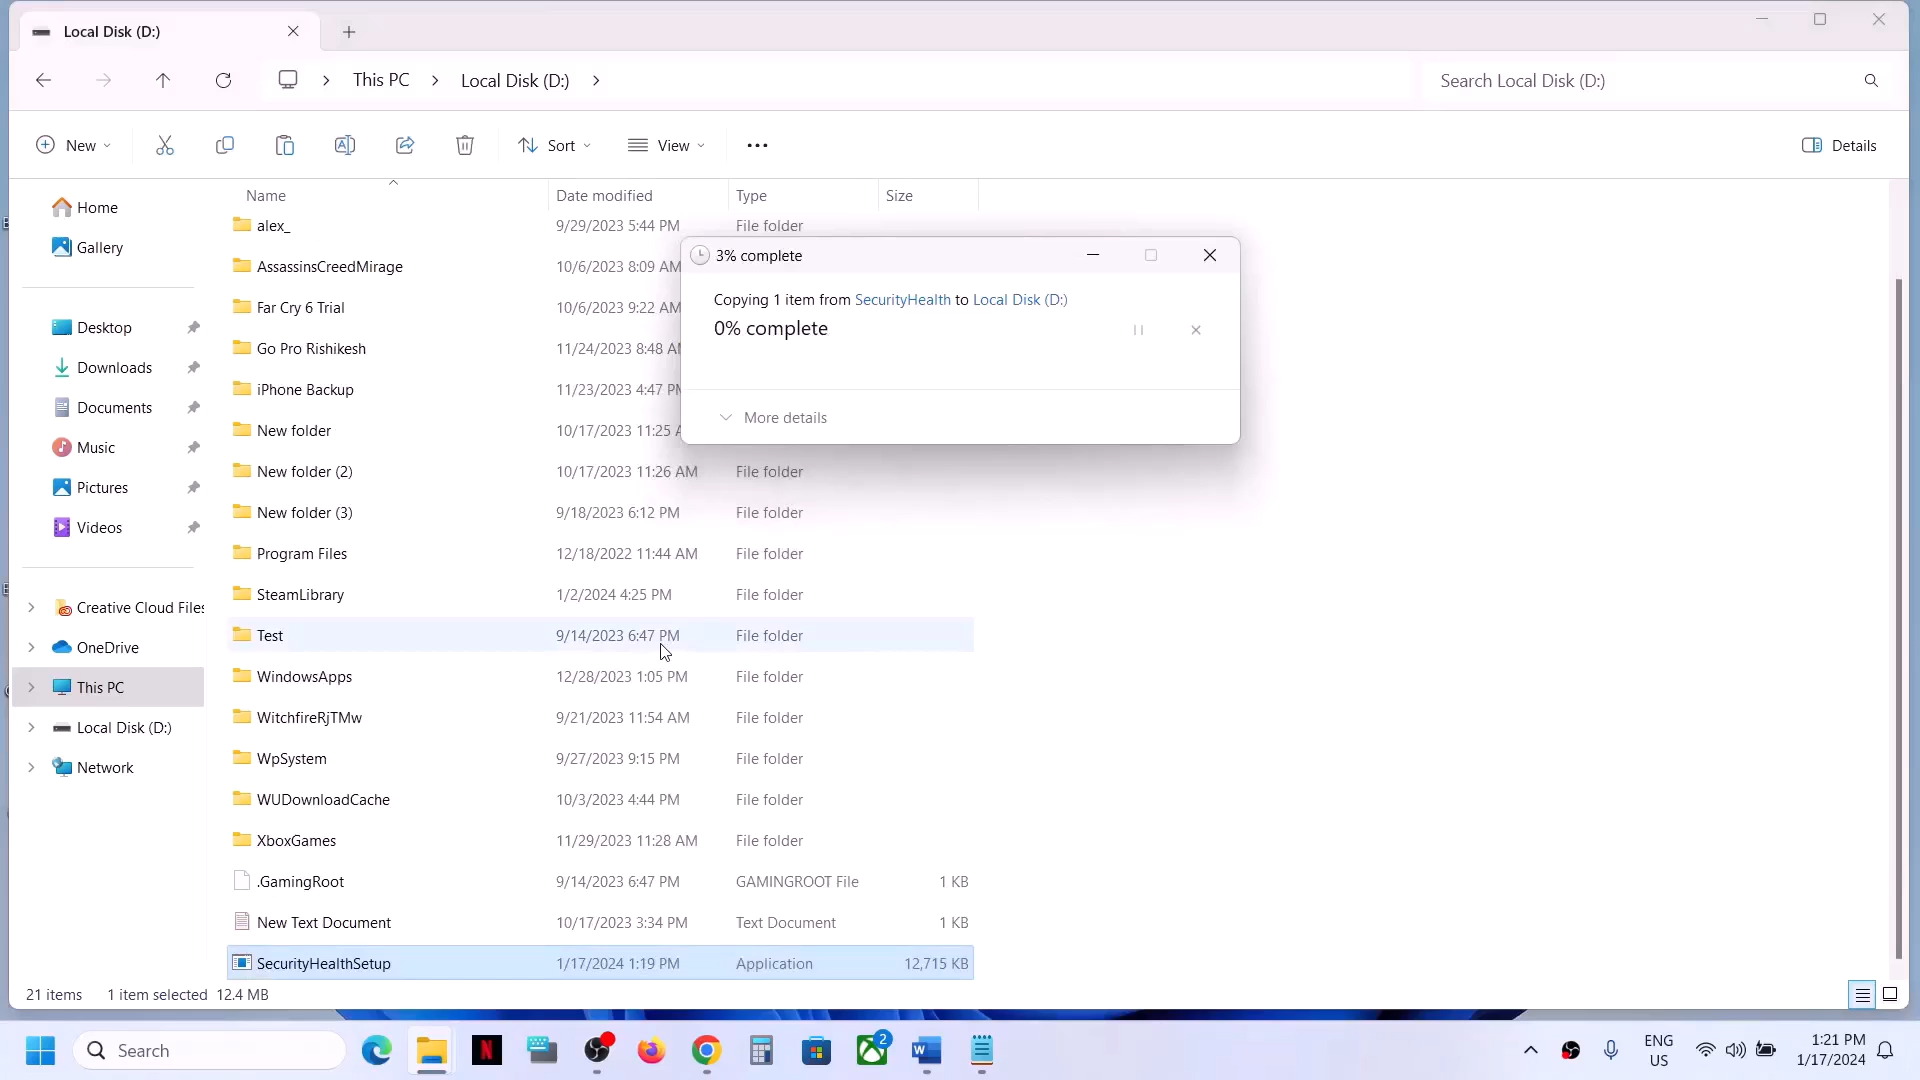 Local Disk (D:)
This PC
Local Disk (D:)
Search Local Disk (D:)
New
Sort
View
Details
Name
Date modified
Type
Size
Home
Gallery
Desktop
Downloads
Documents
Music
Pictures
Videos
Creative Cloud Files
OneDrive
This PC
Local Disk (D:)
Network
alex_ 9/29/2023 5:44 PM File folder
AssassinsCreedMirage 10/6/2023 8:09 AM
Far Cry 6 Trial 10/6/2023 9:22 AM
Go Pro Rishikesh 11/24/2023 8:48 AM
iPhone Backup 11/23/2023 4:47 PM
New folder 10/17/2023 11:25 A
New folder (2) 10/17/2023 11:26 AM File folder
New folder (3) 9/18/2023 6:12 PM File folder
Program Files 12/18/2022 11:44 AM File folder
SteamLibrary 1/2/2024 4:25 PM File folder
Test 9/14/2023 6:47 PM File folder
WindowsApps 12/28/2023 1:05 PM File folder
WitchfireRjTMw 9/21/2023 11:54 AM File folder
WpSystem 9/27/2023 9:15 PM File folder
WUDownloadCache 10/3/2023 4:44 PM File folder
XboxGames 11/29/2023 11:28 AM File folder
.GamingRoot 9/14/2023 6:47 PM GAMINGROOT File 1 KB
New Text Document 10/17/2023 3:34 PM Text Document 1 KB
SecurityHealthSetup 1/17/2024 1:19 PM Application 12,715 KB
3% complete
Copying 1 item from SecurityHealth to Local Disk (D:)
0% complete
More details
21 items 1 item selected 12.4 MB
Search
2
ENG
US
1:21 PM
1/17/2024